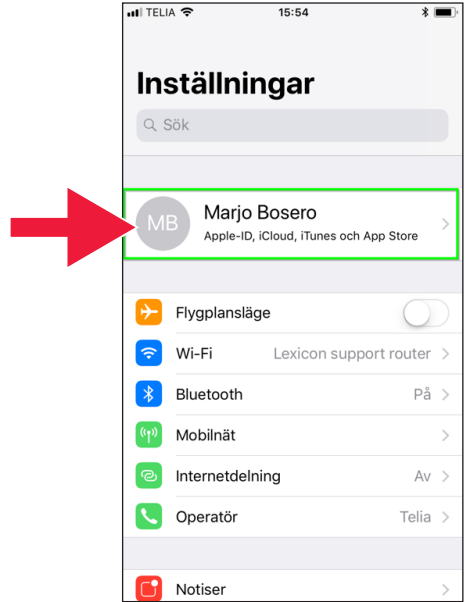 TELIA 15:54
Inställningar
Sök
MB Marjo Bosero
Apple-ID, iCloud, iTunes och App Store
Flygplansläge
Wi-Fi Lexicon support router
Bluetooth På
Mobilnät
Internetdelning Av
Operatör Telia
Notiser